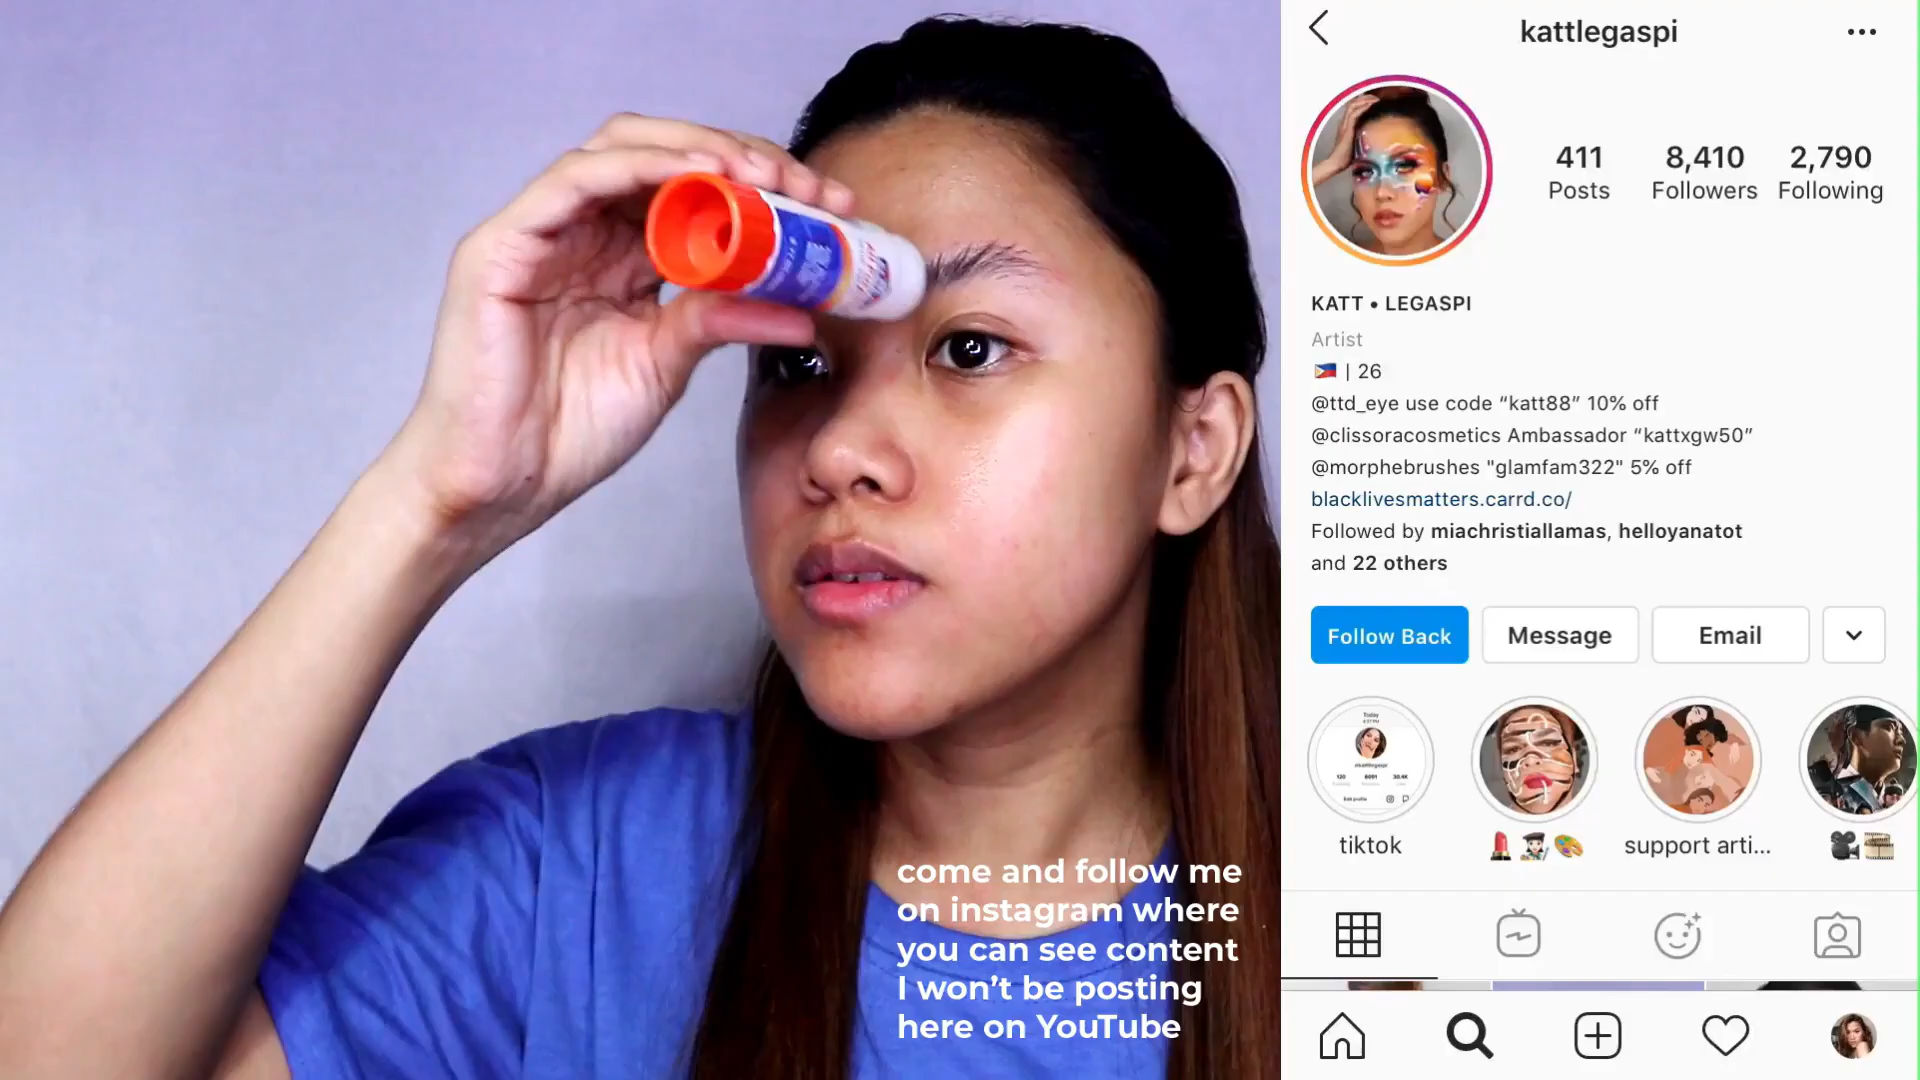 come and follow me
on instagram where
you can see content
I won't be posting
here on YouTube
kattlegaspi
411
Posts
8,410
Followers
2,790
Following
KATT • LEGASPI
Artist
🇵🇭 | 26
@ttd_eye use code “katt88” 10% off
@clissoracosmetics Ambassador “kattxgw50”
@morphebrushes "glamfam322" 5% off
blacklivesmatters.carrd.co/
Followed by miachristiallamas, helloyanatot
and 22 others
Follow Back
Message
Email
Today
tiktok
support arti...